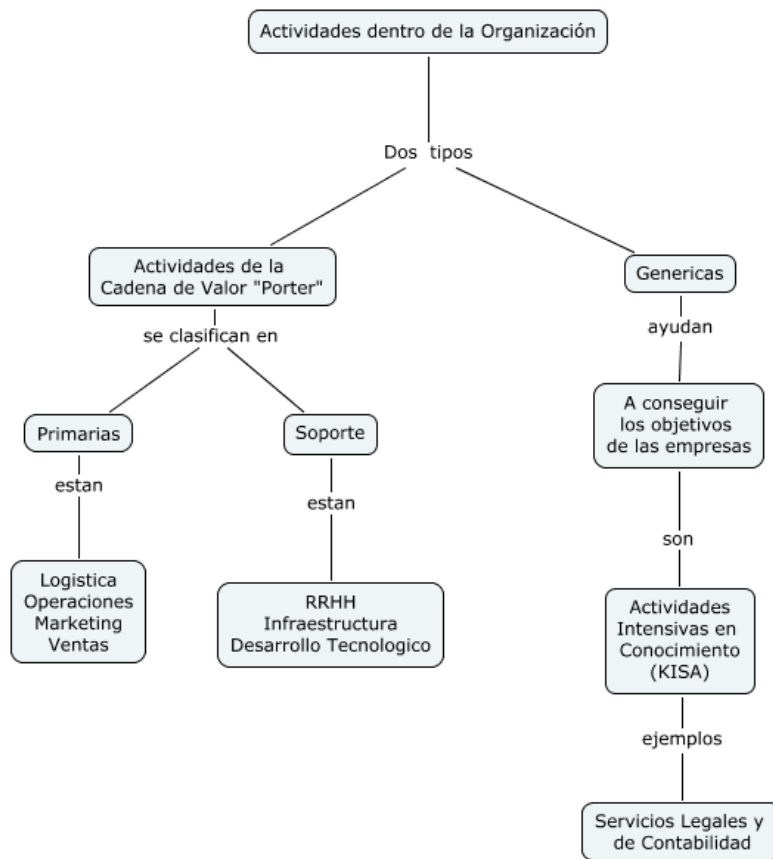 Actividades dentro de la Organización
Dos tipos
Actividades de la
Cadena de Valor "Porter"
se clasifican en
Primarias
estan
Logistica
Operaciones
Marketing
Ventas
Soporte
estan
RRHH
Infraestructura
Desarrollo Tecnologico
Genericas
ayudan
A conseguir
los objetivos
de las empresas
son
Actividades
Intensivas en
Conocimiento
(KISA)
ejemplos
Servicios Legales y
de Contabilidad